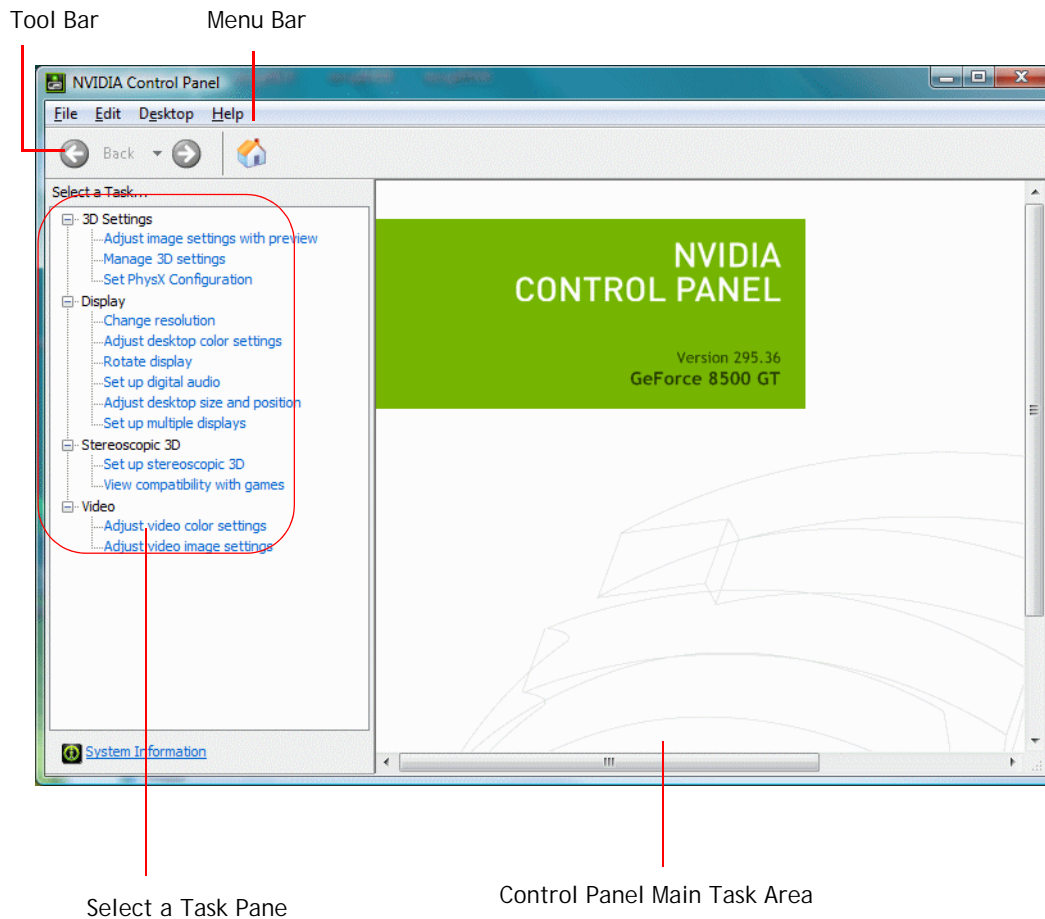 Tool Bar
Menu Bar
NVIDIA Control Panel
File Edit Desktop Help
Back
Select a Task...
3D Settings
Adjust image settings with preview
Manage 3D settings
Set PhysX Configuration
Display
Change resolution
Adjust desktop color settings
Rotate display
Set up digital audio
Adjust desktop size and position
Set up multiple displays
Stereoscopic 3D
Set up stereoscopic 3D
View compatibility with games
Video
Adjust video color settings
Adjust video image settings
System Information
NVIDIA
CONTROL PANEL
Version 295.36
GeForce 8500 GT
Select a Task Pane
Control Panel Main Task Area